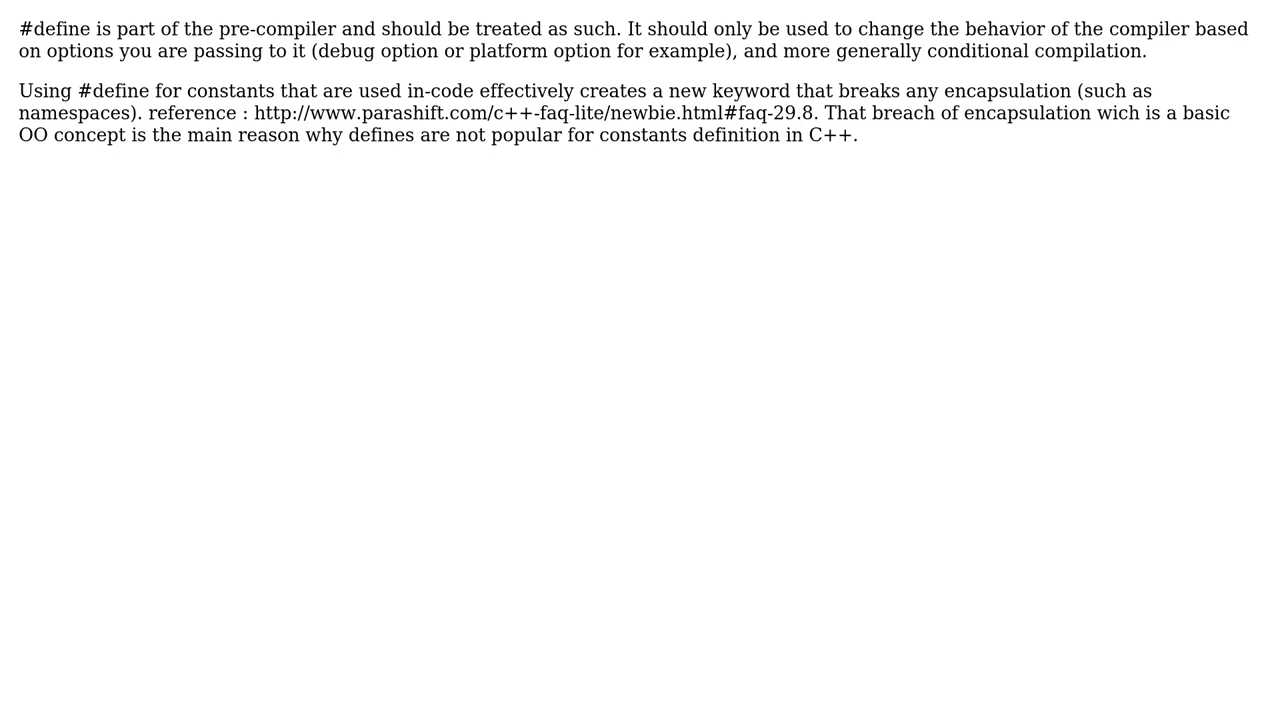 #define is part of the pre-compiler and should be treated as such. It should only be used to change the behavior of the compiler based
on options you are passing to it (debug option or platform option for example), and more generally conditional compilation.
Using #define for constants that are used in-code effectively creates a new keyword that breaks any encapsulation (such as
namespaces). reference : http://www.parashift.com/c++-faq-lite/newbie.html#faq-29.8. That breach of encapsulation wich is a basic
OO concept is the main reason why defines are not popular for constants definition in C++.